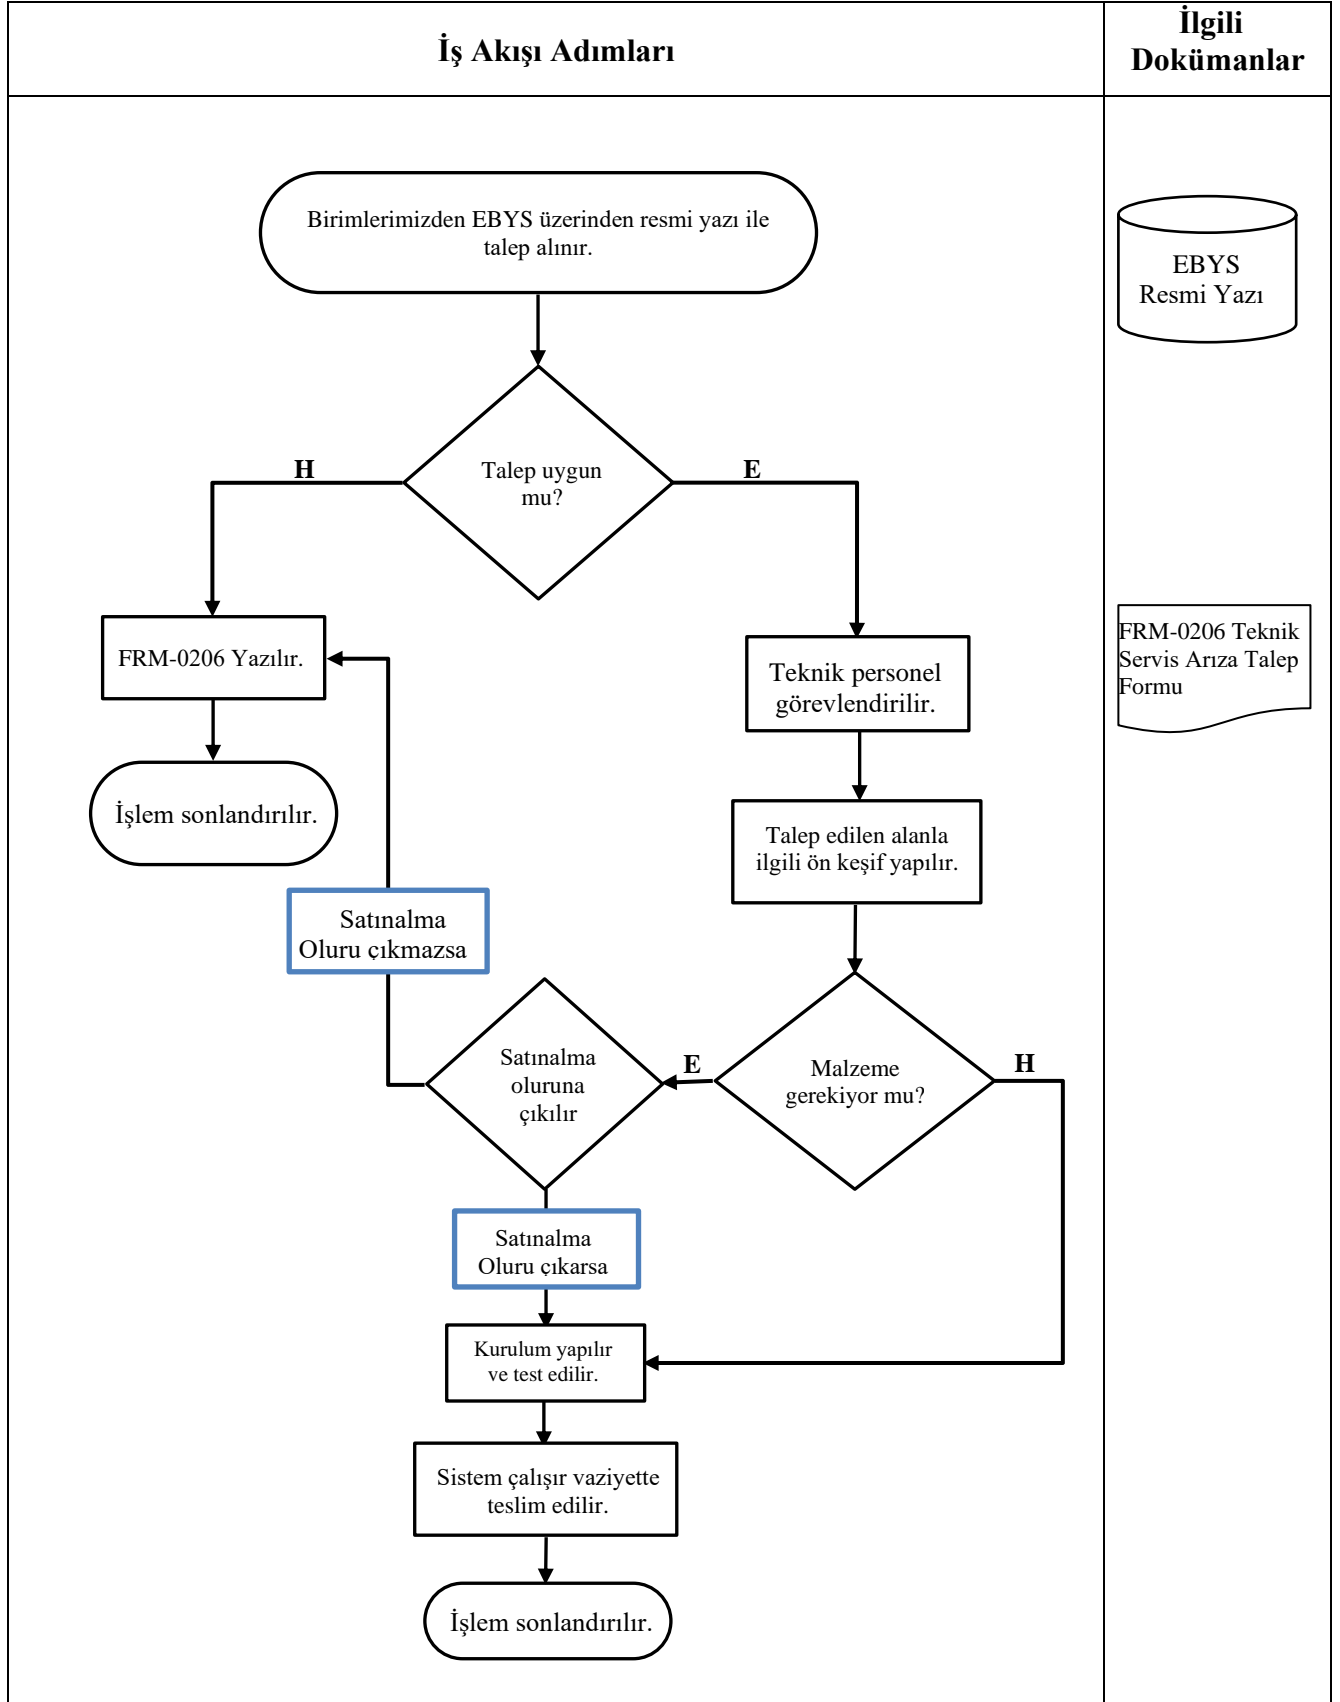 İş Akışı Adımları
İlgili
Dokümanlar
Birimlerimizden EBYS üzerinden resmi yazı ile
talep alınır.
EBYS
Resmi Yazı
Talep uygun
mu?
H
E
FRM-0206 Yazılır.
Teknik personel
görevlendirilir.
FRM-0206 Teknik
Servis Arıza Talep
Formu
İşlem sonlandırılır.
Talep edilen alanla
ilgili ön keşif yapılır.
Satınalma
Oluru çıkmazsa
Satınalma
oluruna
çıkılır
E
Malzeme
gerekiyor mu?
H
Satınalma
Oluru çıkarsa
Kurulum yapılır
ve test edilir.
Sistem çalışır vaziyette
teslim edilir.
İşlem sonlandırılır.